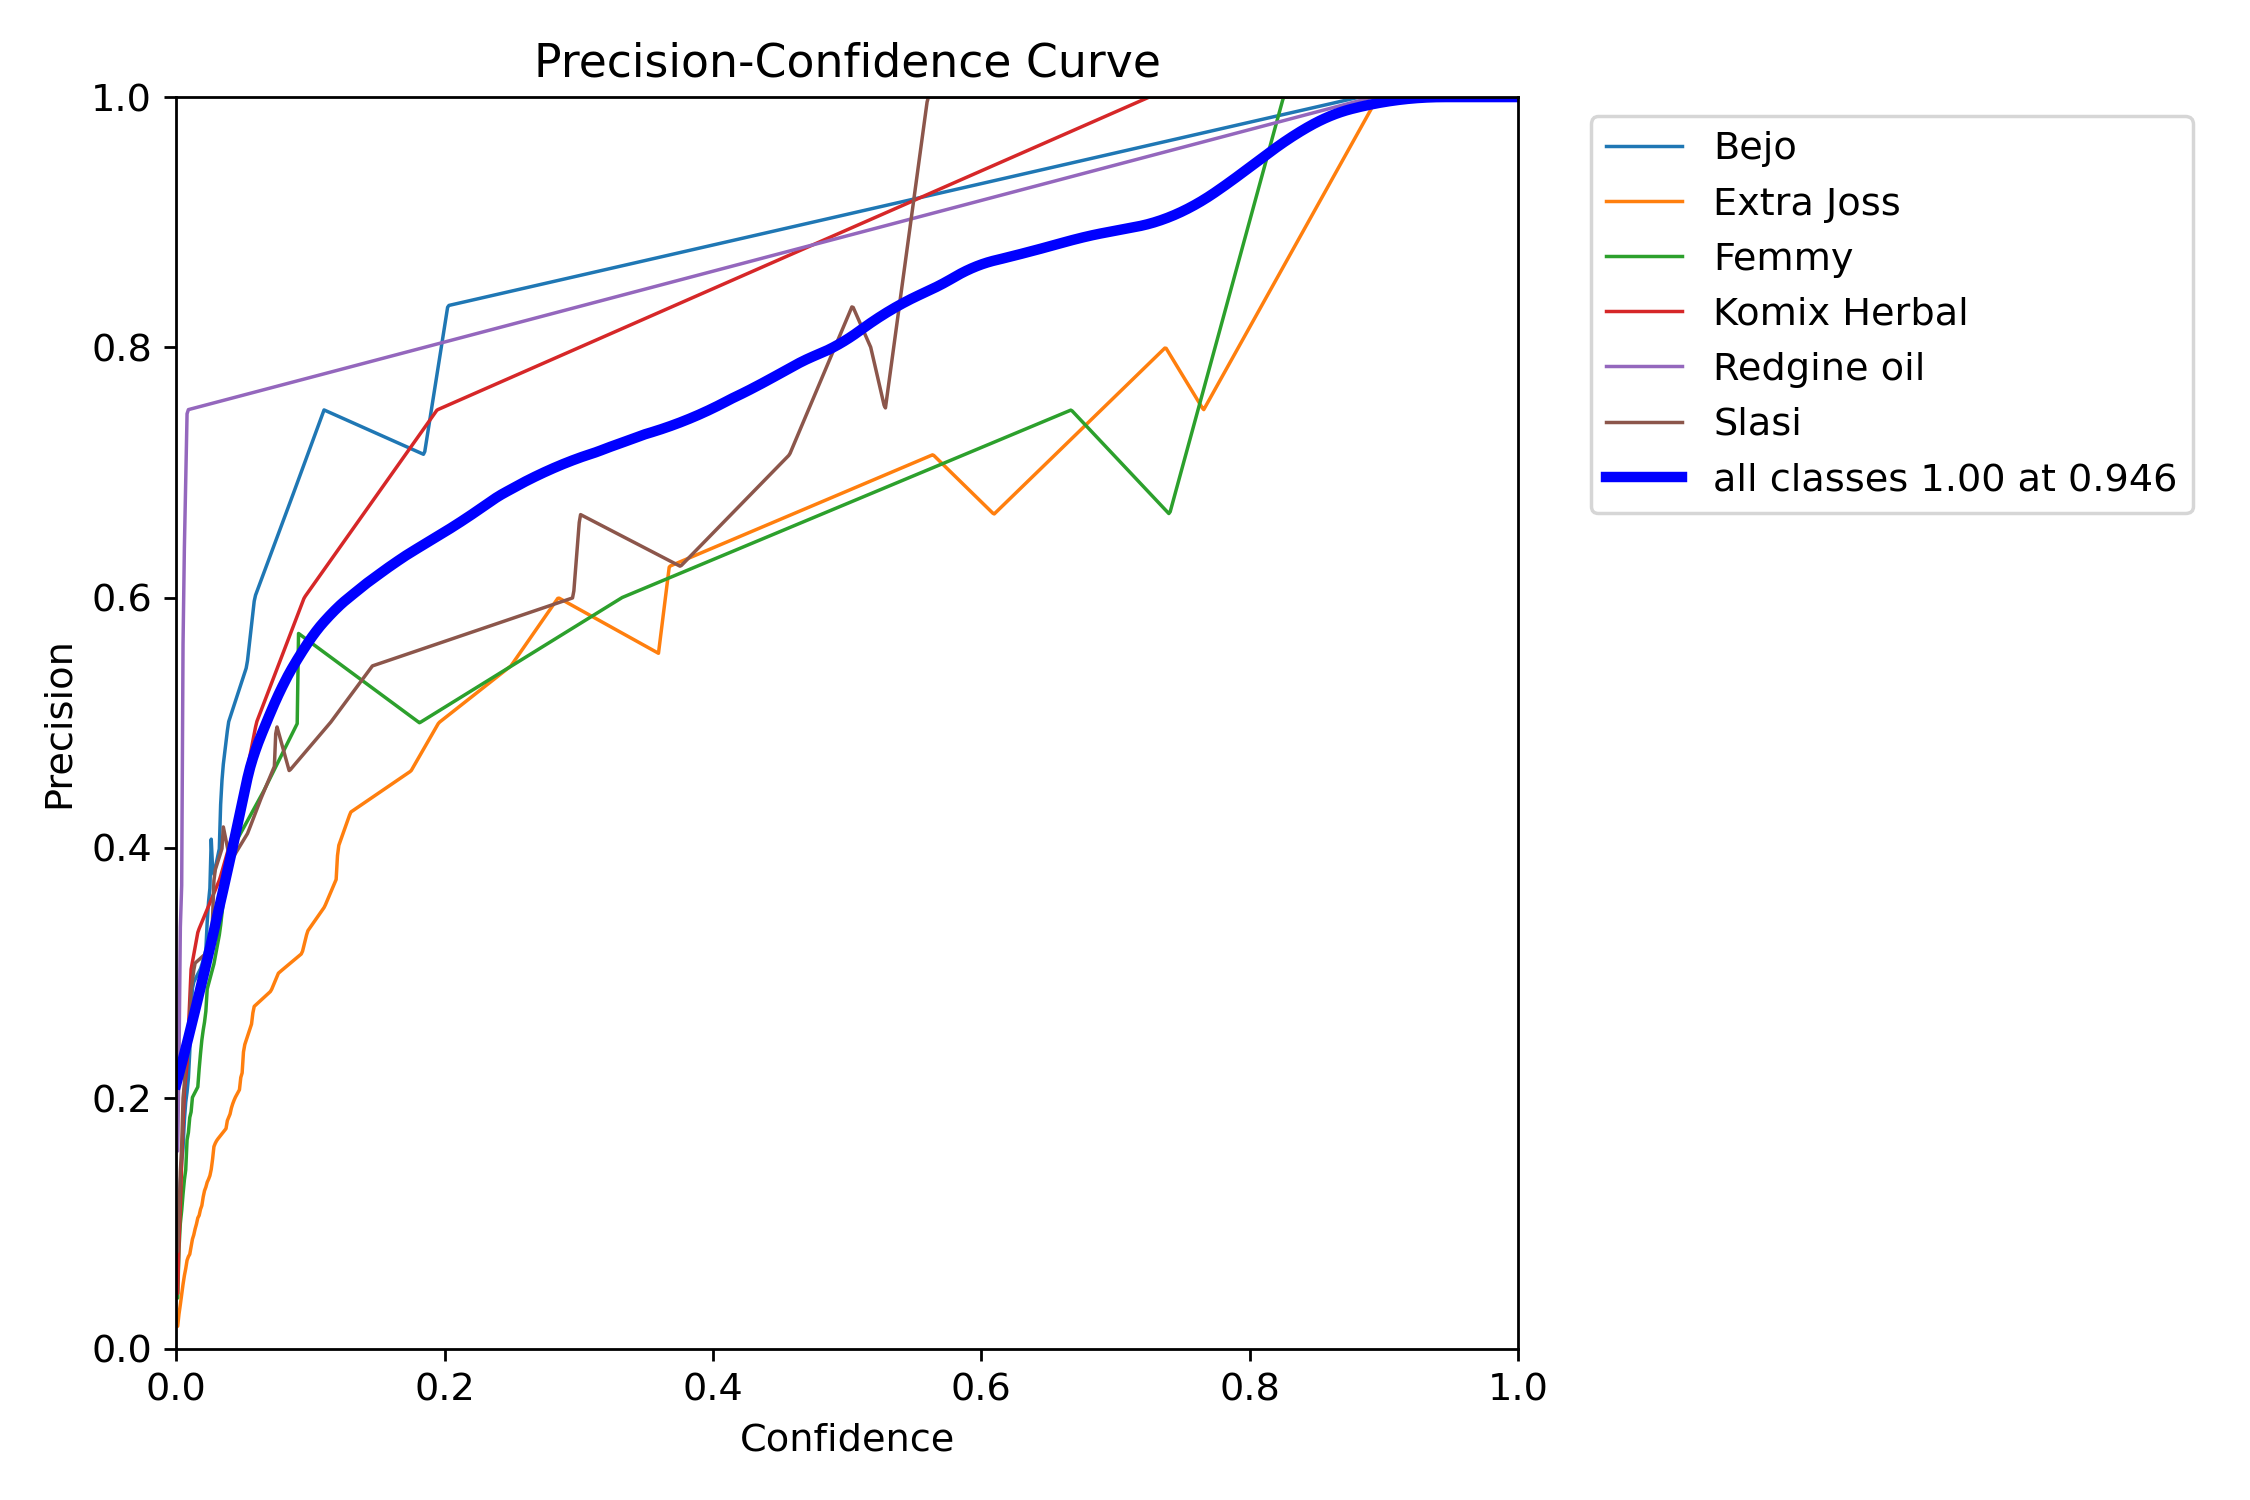 Precision-Confidence Curve
1.0
0.8
0.6
0.4
0.2
0.0
Precision
0.0 0.2 0.4 0.6 0.8 1.0
Confidence
Bejo
Extra Joss
Femmy
Komix Herbal
Redgine oil
Slasi
all classes 1.00 at 0.946